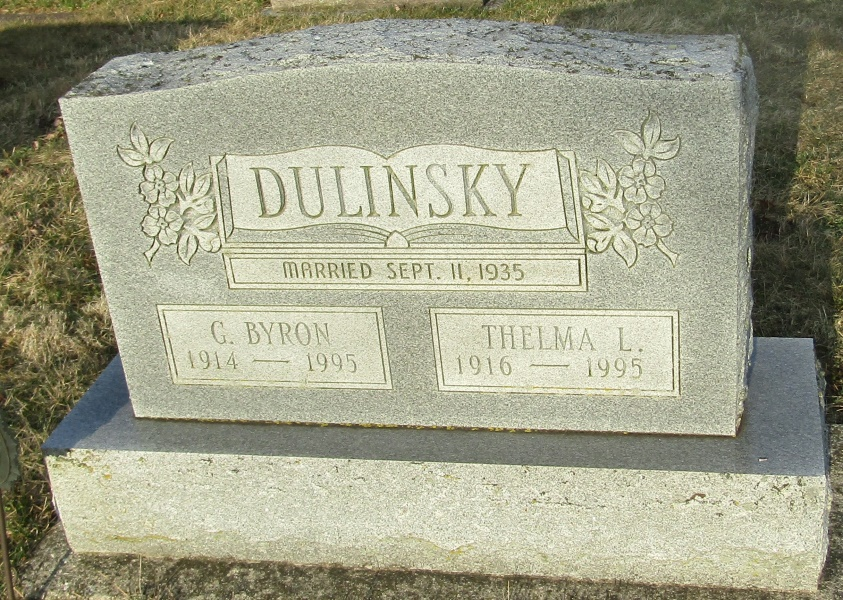 DULINSKY
MARRIED SEPT. 11, 1935
G. BYRON
1914 — 1995
THELMA L.
1916 — 1995